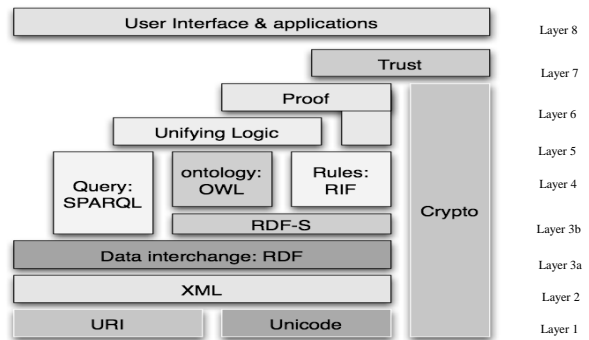 User Interface & applications
Layer 8
Trust
Layer 7
Proof
Layer 6
Unifying Logic
Layer 5
Query:
SPARQL
ontology:
OWL
Rules:
RIF
Layer 4
Crypto
RDF-S
Layer 3b
Data interchange: RDF
Layer 3a
XML
Layer 2
URI
Unicode
Layer 1